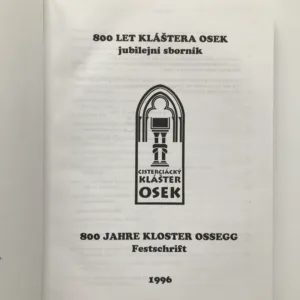 800 LET KLÁŠTERA OSEK
jubilejní sborník
CISTERCIÁCKÝ
KLÁŠTER
OSEK
800 JAHRE KLOSTER OSSEGG
Festschrift
1996